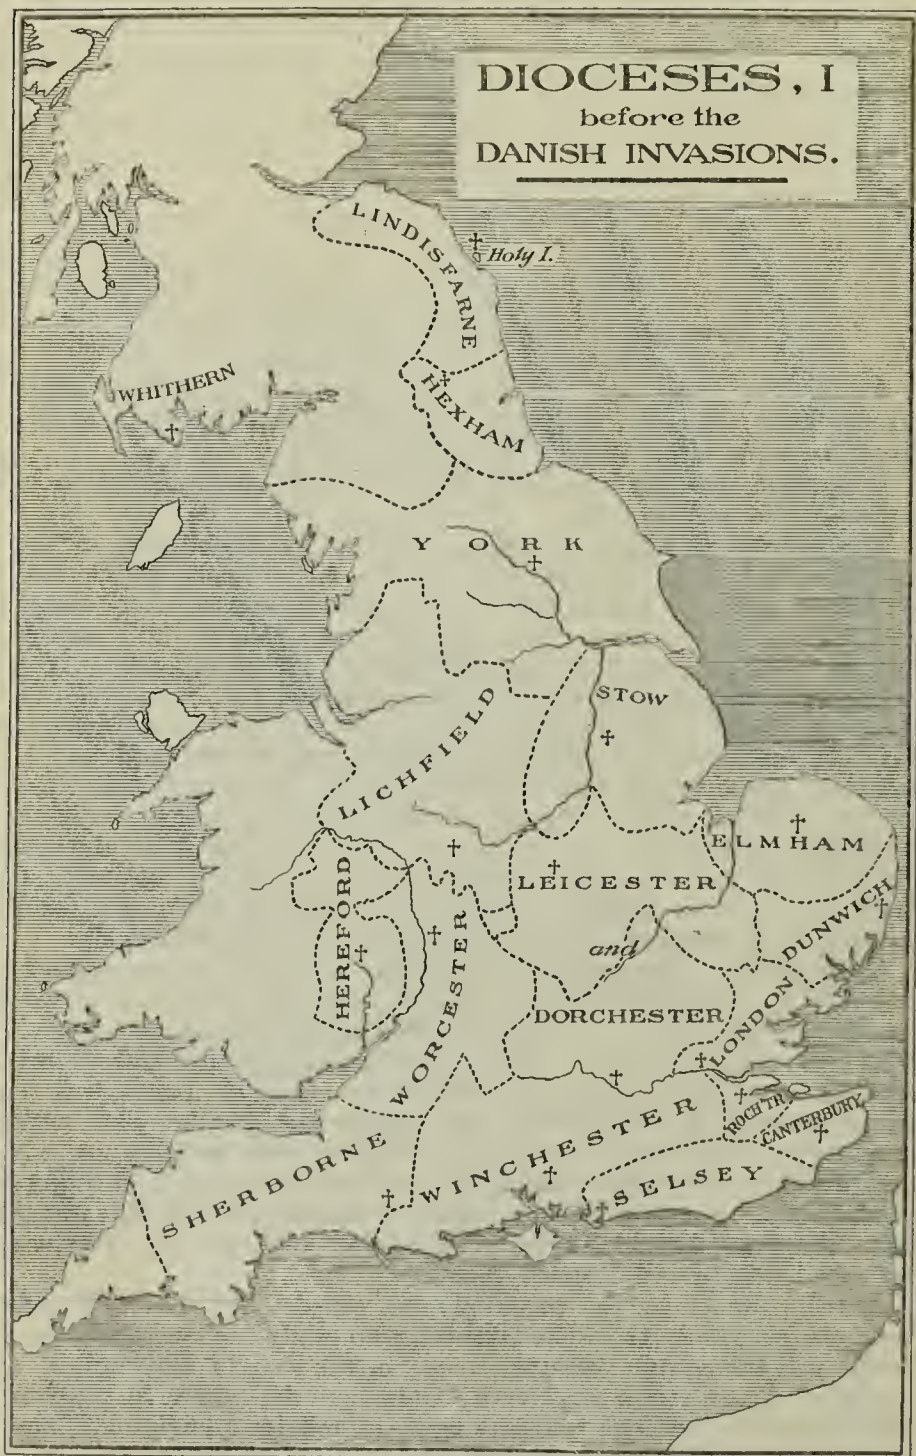 DIOCESES, I
before the
DANISH INVASIONS.
LINDISFARNE
Holy I.
HEXHAM
WHITHERN
YORK
STOW
LICHFIELD
ELMHAM
LEICESTER
DUNWICH
HEREFORD
and
WORCESTER
DORCHESTER
LONDON
ROCH'TR
CANTERBURY
WINCHESTER
SHERBORNE
SELSEY